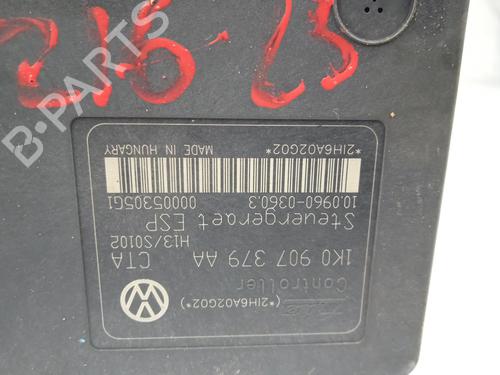 216-23
B-PARTS
(*2IH6A02G02*)
Controller
1K0 907 379 AA CTA
H13/S0102
Steuergeraet ESP
10.0960-0360.3 00005305G1
MADE IN HUNGARY
*2IH6A02G02*